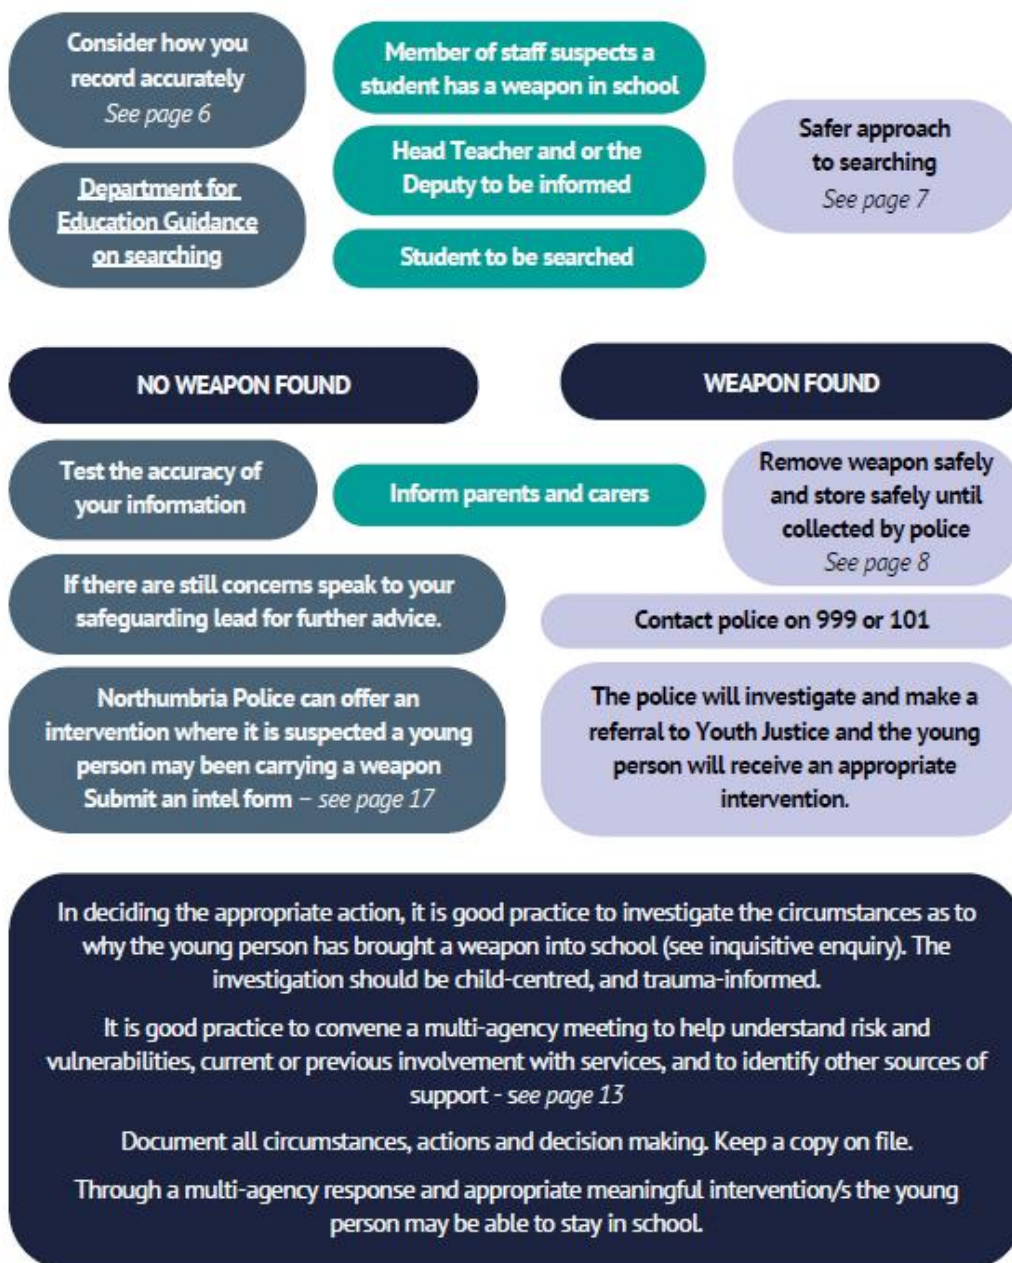 Consider how you
record accurately
See page 6
Department for
Education Guidance
on searching
Member of staff suspects a
student has a weapon in school
Head Teacher and or the
Deputy to be informed
Student to be searched
Safer approach
to searching
See page 7
NO WEAPON FOUND
WEAPON FOUND
Test the accuracy of
your information
Inform parents and carers
Remove weapon safely
and store safely until
collected by police
See page 8
If there are still concerns speak to your
safeguarding lead for further advice.
Contact police on 999 or 101
Northumbria Police can offer an
intervention where it is suspected a young
person may been carrying a weapon
Submit an intel form – see page 17
The police will investigate and make a
referral to Youth Justice and the young
person will receive an appropriate
intervention.
In deciding the appropriate action, it is good practice to investigate the circumstances as to
why the young person has brought a weapon into school (see inquisitive enquiry). The
investigation should be child-centred, and trauma-informed.
It is good practice to convene a multi-agency meeting to help understand risk and
vulnerabilities, current or previous involvement with services, and to identify other sources of
support - see page 13
Document all circumstances, actions and decision making. Keep a copy on file.
Through a multi-agency response and appropriate meaningful intervention/s the young
person may be able to stay in school.